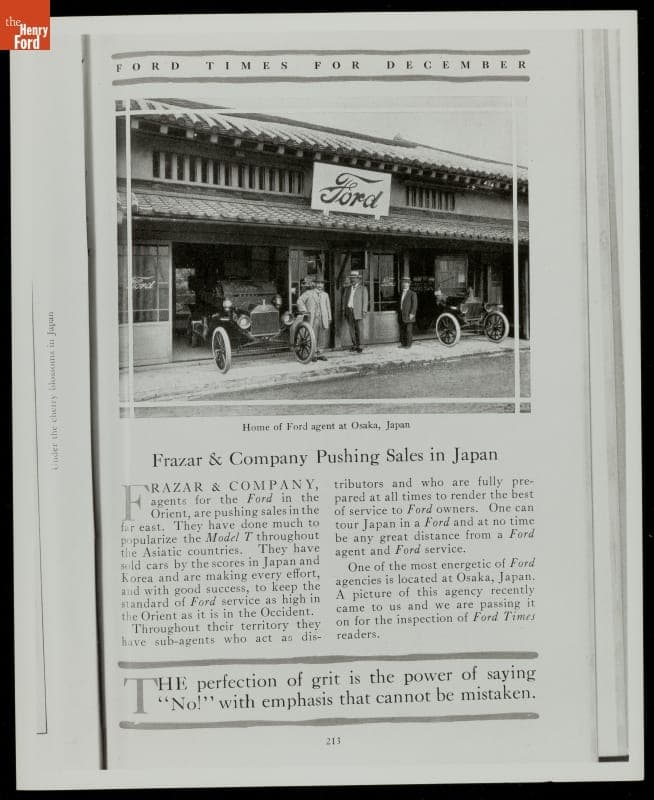 the
Henry
Ford
FORD TIMES FOR DECEMBER
Ford
Ford
Home of Ford agent at Osaka, Japan
Frazar & Company Pushing Sales in Japan
FRAZAR & COMPANY,
agents for the Ford in the
Orient, are pushing sales in the
far east. They have done much to
popularize the Model T throughout
the Asiatic countries. They have
sold cars by the scores in Japan and
Korea and are making every effort,
and with good success, to keep the
standard of Ford service as high in
the Orient as it is in the Occident.
Throughout their territory they
have sub-agents who act as dis-
tributors and who are fully pre-
pared at all times to render the best
of service to Ford owners. One can
tour Japan in a Ford and at no time
be any great distance from a Ford
agent and Ford service.
One of the most energetic of Ford
agencies is located at Osaka, Japan.
A picture of this agency recently
came to us and we are passing it
on for the inspection of Ford Times
readers.
THE perfection of grit is the power of saying
"No!" with emphasis that cannot be mistaken.
213
Under the cherry blossoms in Japan